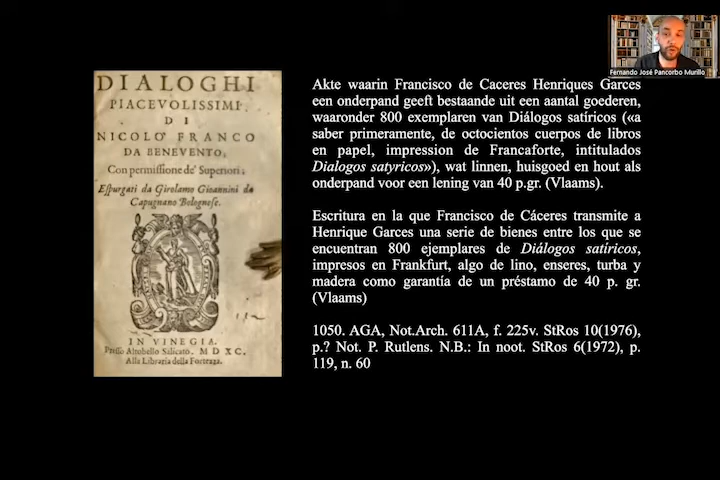 DIALOGHI
PIACEVOLISSIMI
DI
NICOLO' FRANCO
DA BENEVENTO,
Con permissione de' Superiori;
Espurgati da Girolamo Gioannini da
Capugnano Bolognese.
IN VINEGIA,
Presso Altobello Salicato. MDXC.
Alle Libraria della Fortezza.
Fernando José Pancorbo Murillo
Akte waarin Francisco de Caceres Henriques Garces
een onderpand geeft bestaande uit een aantal goederen,
waaronder 800 exemplaren van Diálogos satíricos («a
saber primeramente, de octocientos cuerpos de libros
en papel, impression de Francaforte, intitulados
Dialogos satyricos»), wat linnen, huisgoed en hout als
onderpand voor een lening van 40 p.gr. (Vlaams).
Escritura en la que Francisco de Cáceres transmite a
Henrique Garces una serie de bienes entre los que se
encuentran 800 ejemplares de Diálogos satíricos,
impresos en Frankfurt, algo de lino, enseres, turba y
madera como garantía de un préstamo de 40 p. gr.
(Vlaams)
1050. AGA, Not.Arch. 611A, f. 225v. StRos 10(1976),
p.? Not. P. Rutlens. N.B.: In noot. StRos 6(1972), p.
119, n. 60